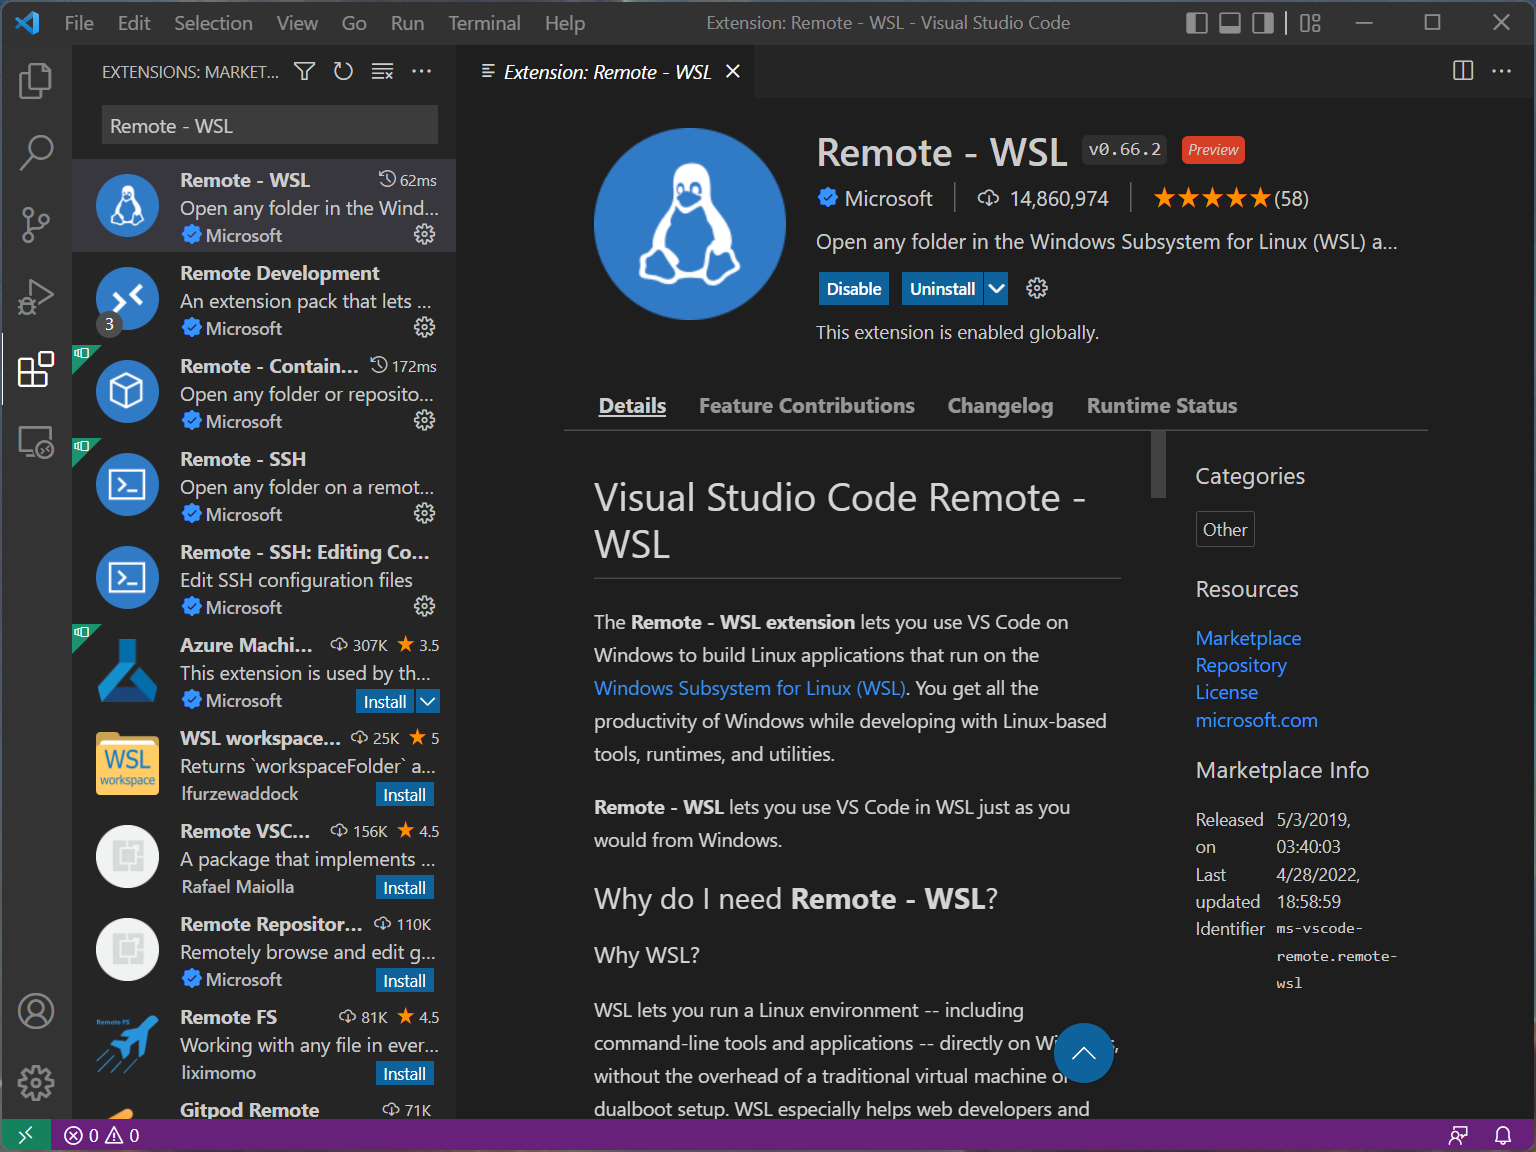 File Edit Selection View Go Run Terminal Help
Extension: Remote - WSL - Visual Studio Code
EXTENSIONS: MARKET...
Remote - WSL
Remote - WSL 62ms
Open any folder in the Wind...
Microsoft
Remote Development
An extension pack that lets ...
3
Microsoft
Remote - Contain... 172ms
Open any folder or reposito...
Microsoft
Remote - SSH
Open any folder on a remot...
Microsoft
Remote - SSH: Editing Co...
Edit SSH configuration files
Microsoft
Azure Machi... 307K 3.5
This extension is used by th...
Microsoft Install
WSL workspace... 25K 5
WSL
workspace
Returns `workspaceFolder` a...
lfurzewaddock Install
Remote VSC... 156K 4.5
A package that implements ...
Rafael Maiolla Install
Remote Repositor... 110K
Remotely browse and edit g...
Microsoft Install
Remote FS
Remote FS 81K 4.5
Working with any file in ever...
liximomo Install
Gitpod Remote 71K
Extension: Remote - WSL
Remote - WSL v0.66.2 Preview
Microsoft 14,860,974 (58)
Open any folder in the Windows Subsystem for Linux (WSL) a...
Disable Uninstall
This extension is enabled globally.
Details Feature Contributions Changelog Runtime Status
Visual Studio Code Remote -
WSL
The Remote - WSL extension lets you use VS Code on
Windows to build Linux applications that run on the
Windows Subsystem for Linux (WSL). You get all the
productivity of Windows while developing with Linux-based
tools, runtimes, and utilities.
Remote - WSL lets you use VS Code in WSL just as you
would from Windows.
Why do I need Remote - WSL?
Why WSL?
WSL lets you run a Linux environment -- including
command-line tools and applications -- directly on
without the overhead of a traditional virtual machine or
dualboot setup. WSL especially helps web developers and
Categories
Other
Resources
Marketplace
Repository
License
microsoft.com
Marketplace Info
Released 5/3/2019,
on 03:40:03
Last 4/28/2022,
updated 18:58:59
Identifier ms-vscode-
remote.remote-
wsl
0 0